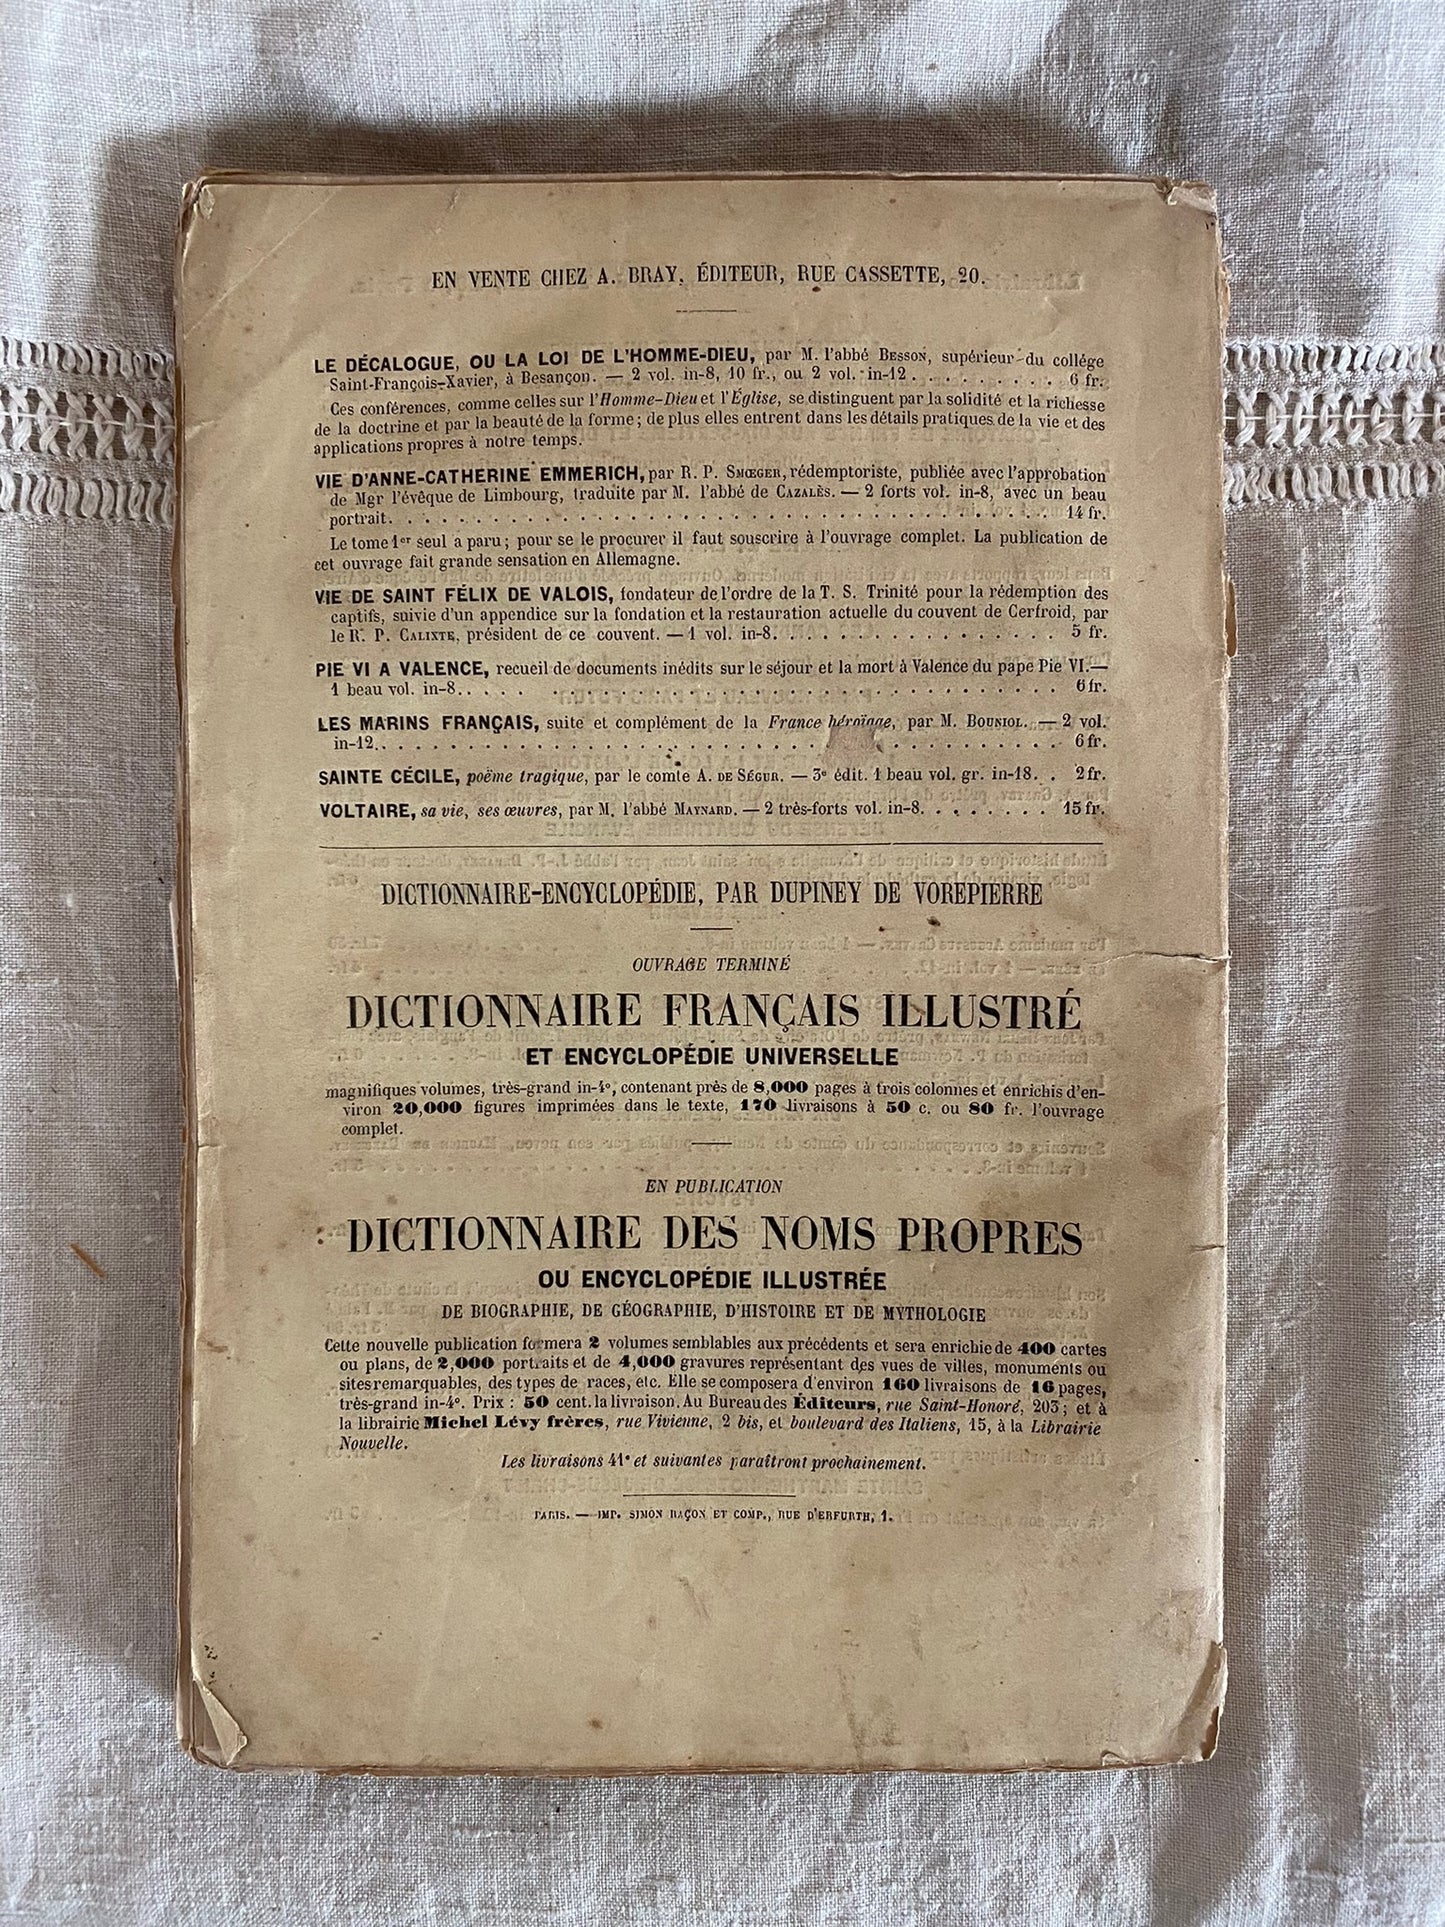 EN VENTE CHEZ A. BRAY, ÉDITEUR, RUE CASSETTE, 20.
LE DÉCALOGUE, OU LA LOI DE L'HOMME-DIEU, par M. l'abbé BESSON, supérieur du collége
Saint-François-Xavier, à Besançon. — 2 vol. in-8, 10 fr., ou 2 vol. in-12 . . . . . . . . . 6 fr.
Ces conférences, comme celles sur l'Homme-Dieu et l'Église, se distinguent par la solidité et la richesse
de la doctrine et par la beauté de la forme; de plus elles entrent dans les détails pratiques de la vie et des
applications propres à notre temps.
VIE D'ANNE-CATHERINE EMMERICH, par R. P. SMŒGER, rédemptoriste, publiée avec l'approbation
de Mgr l'évêque de Limbourg, traduite par M. l'abbé DE CAZALÈS. — 2 forts vol. in-8, avec un beau
portrait. . . . . . . . . . . . . . . . . . . . . . . . . . . . . . . . 14 fr.
Le tome 1er seul a paru; pour se le procurer il faut souscrire à l'ouvrage complet. La publication de
cet ouvrage fait grande sensation en Allemagne.
VIE DE SAINT FÉLIX DE VALOIS, fondateur de l'ordre de la T. S. Trinité pour la rédemption des
captifs, suivie d'un appendice sur la fondation et la restauration actuelle du couvent de Cerfroid, par
le R. P. CALIXTE, président de ce couvent. — 1 vol. in-8. . . . . . . . . . . . . . . . 5 fr.
PIE VI A VALENCE, recueil de documents inédits sur le séjour et la mort à Valence du pape Pie VI. —
1 beau vol. in-8. . . . . . . . . . . . . . . . . . . . . . . . . . . . . 6 fr.
LES MARINS FRANÇAIS, suite et complément de la France héroïque, par M. BOUNIOL. — 2 vol.
in-12. . . . . . . . . . . . . . . . . . . . . . . . . . . . . . . . . 6 fr.
SAINTE CÉCILE, poëme tragique, par le comte A. DE SÉGUR. — 3e édit. 1 beau vol. gr. in-18. . 2 fr.
VOLTAIRE, sa vie, ses œuvres, par M. l'abbé MAYNARD. — 2 très-forts vol. in-8. . . . . . . . 15 fr.
DICTIONNAIRE-ENCYCLOPÉDIE, PAR DUPINEY DE VOREPIERRE
OUVRAGE TERMINÉ
DICTIONNAIRE FRANÇAIS ILLUSTRÉ
ET ENCYCLOPÉDIE UNIVERSELLE
magnifiques volumes, très-grand in-4°, contenant près de 8,000 pages à trois colonnes et enrichis d'en-
viron 20,000 figures imprimées dans le texte, 170 livraisons à 50 c. ou 80 fr. l'ouvrage
complet.
EN PUBLICATION
DICTIONNAIRE DES NOMS PROPRES
OU ENCYCLOPÉDIE ILLUSTRÉE
DE BIOGRAPHIE, DE GÉOGRAPHIE, D'HISTOIRE ET DE MYTHOLOGIE
Cette nouvelle publication formera 2 volumes semblables aux précédents et sera enrichie de 400 cartes
ou plans, de 2,000 portraits et de 4,000 gravures représentant des vues de villes, monuments ou
sites remarquables, des types de races, etc. Elle se composera d'environ 160 livraisons de 16 pages,
très-grand in-4°. Prix : 50 cent. la livraison. Au Bureau des Éditeurs, rue Saint-Honoré, 203; et à
la librairie Michel Lévy frères, rue Vivienne, 2 bis, et boulevard des Italiens, 15, à la Librairie
Nouvelle.
Les livraisons 41e et suivantes paraîtront prochainement.
PARIS. — IMP. SIMON RAÇON ET COMP., RUE D'ERFURTH, 1.